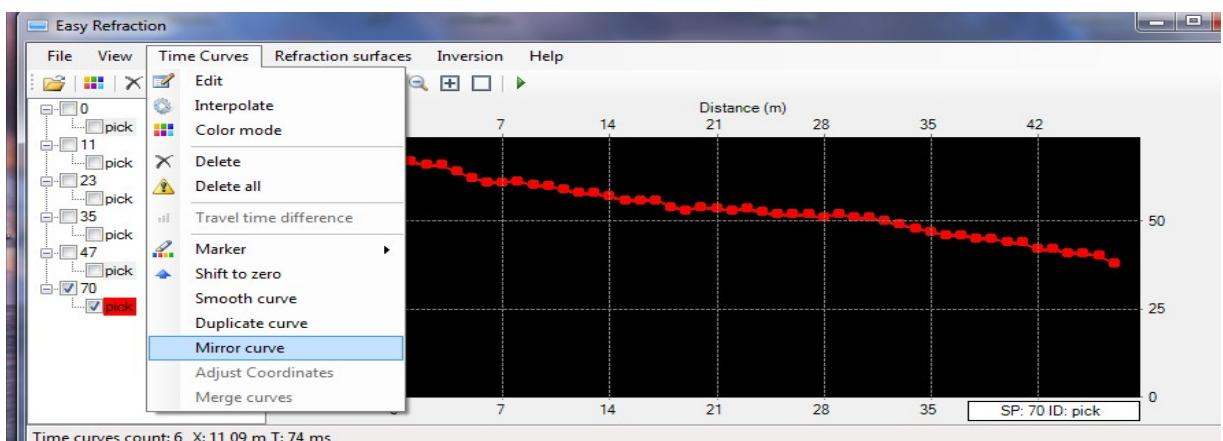 Easy Refraction
File View Time Curves Refraction surfaces Inversion Help
Edit
Interpolate
Color mode
Delete
Delete all
Travel time difference
Marker
Shift to zero
Smooth curve
Duplicate curve
Mirror curve
Adjust Coordinates
Merge curves
0
pick
11
pick
23
pick
35
pick
47
pick
70
pick
Distance (m)
7 14 21 28 35 42
50
25
0
7 14 21 28 35
SP: 70 ID: pick
Time curves count: 6 X: 11.09 m T: 74 ms